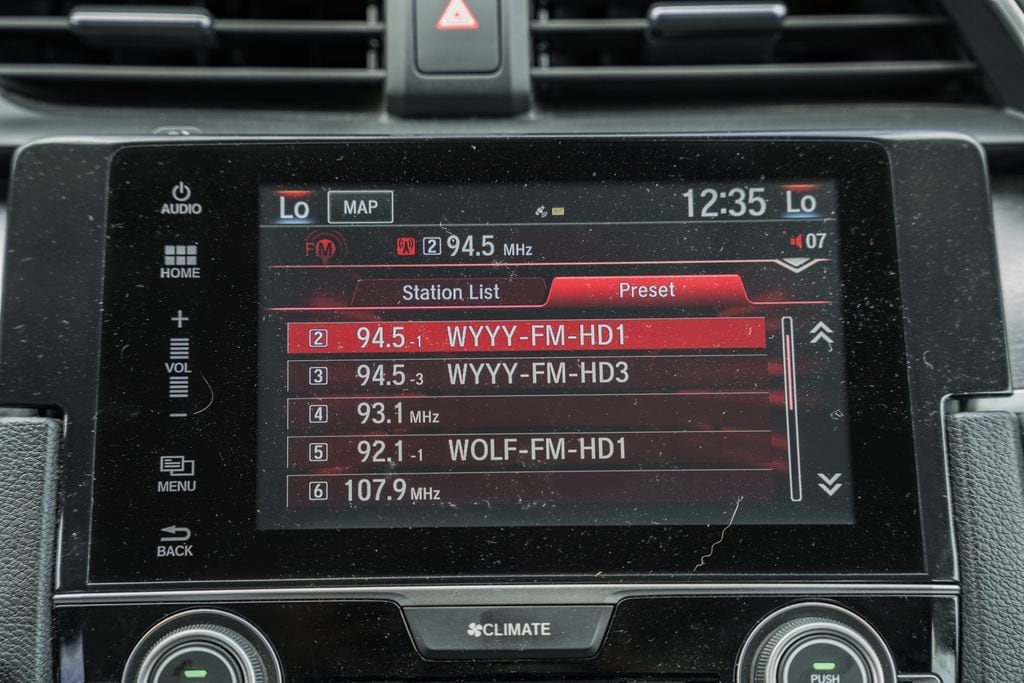 AUDIO
HOME
VOL
MENU
BACK
Lo MAP 12:35 Lo
FM 2 94.5 MHz 07
Station List Preset
2 94.5-1 WYYY-FM-HD1
3 94.5-3 WYYY-FM-HD3
4 93.1 MHz
5 92.1-1 WOLF-FM-HD1
6 107.9 MHz
CLIMATE
PUSH